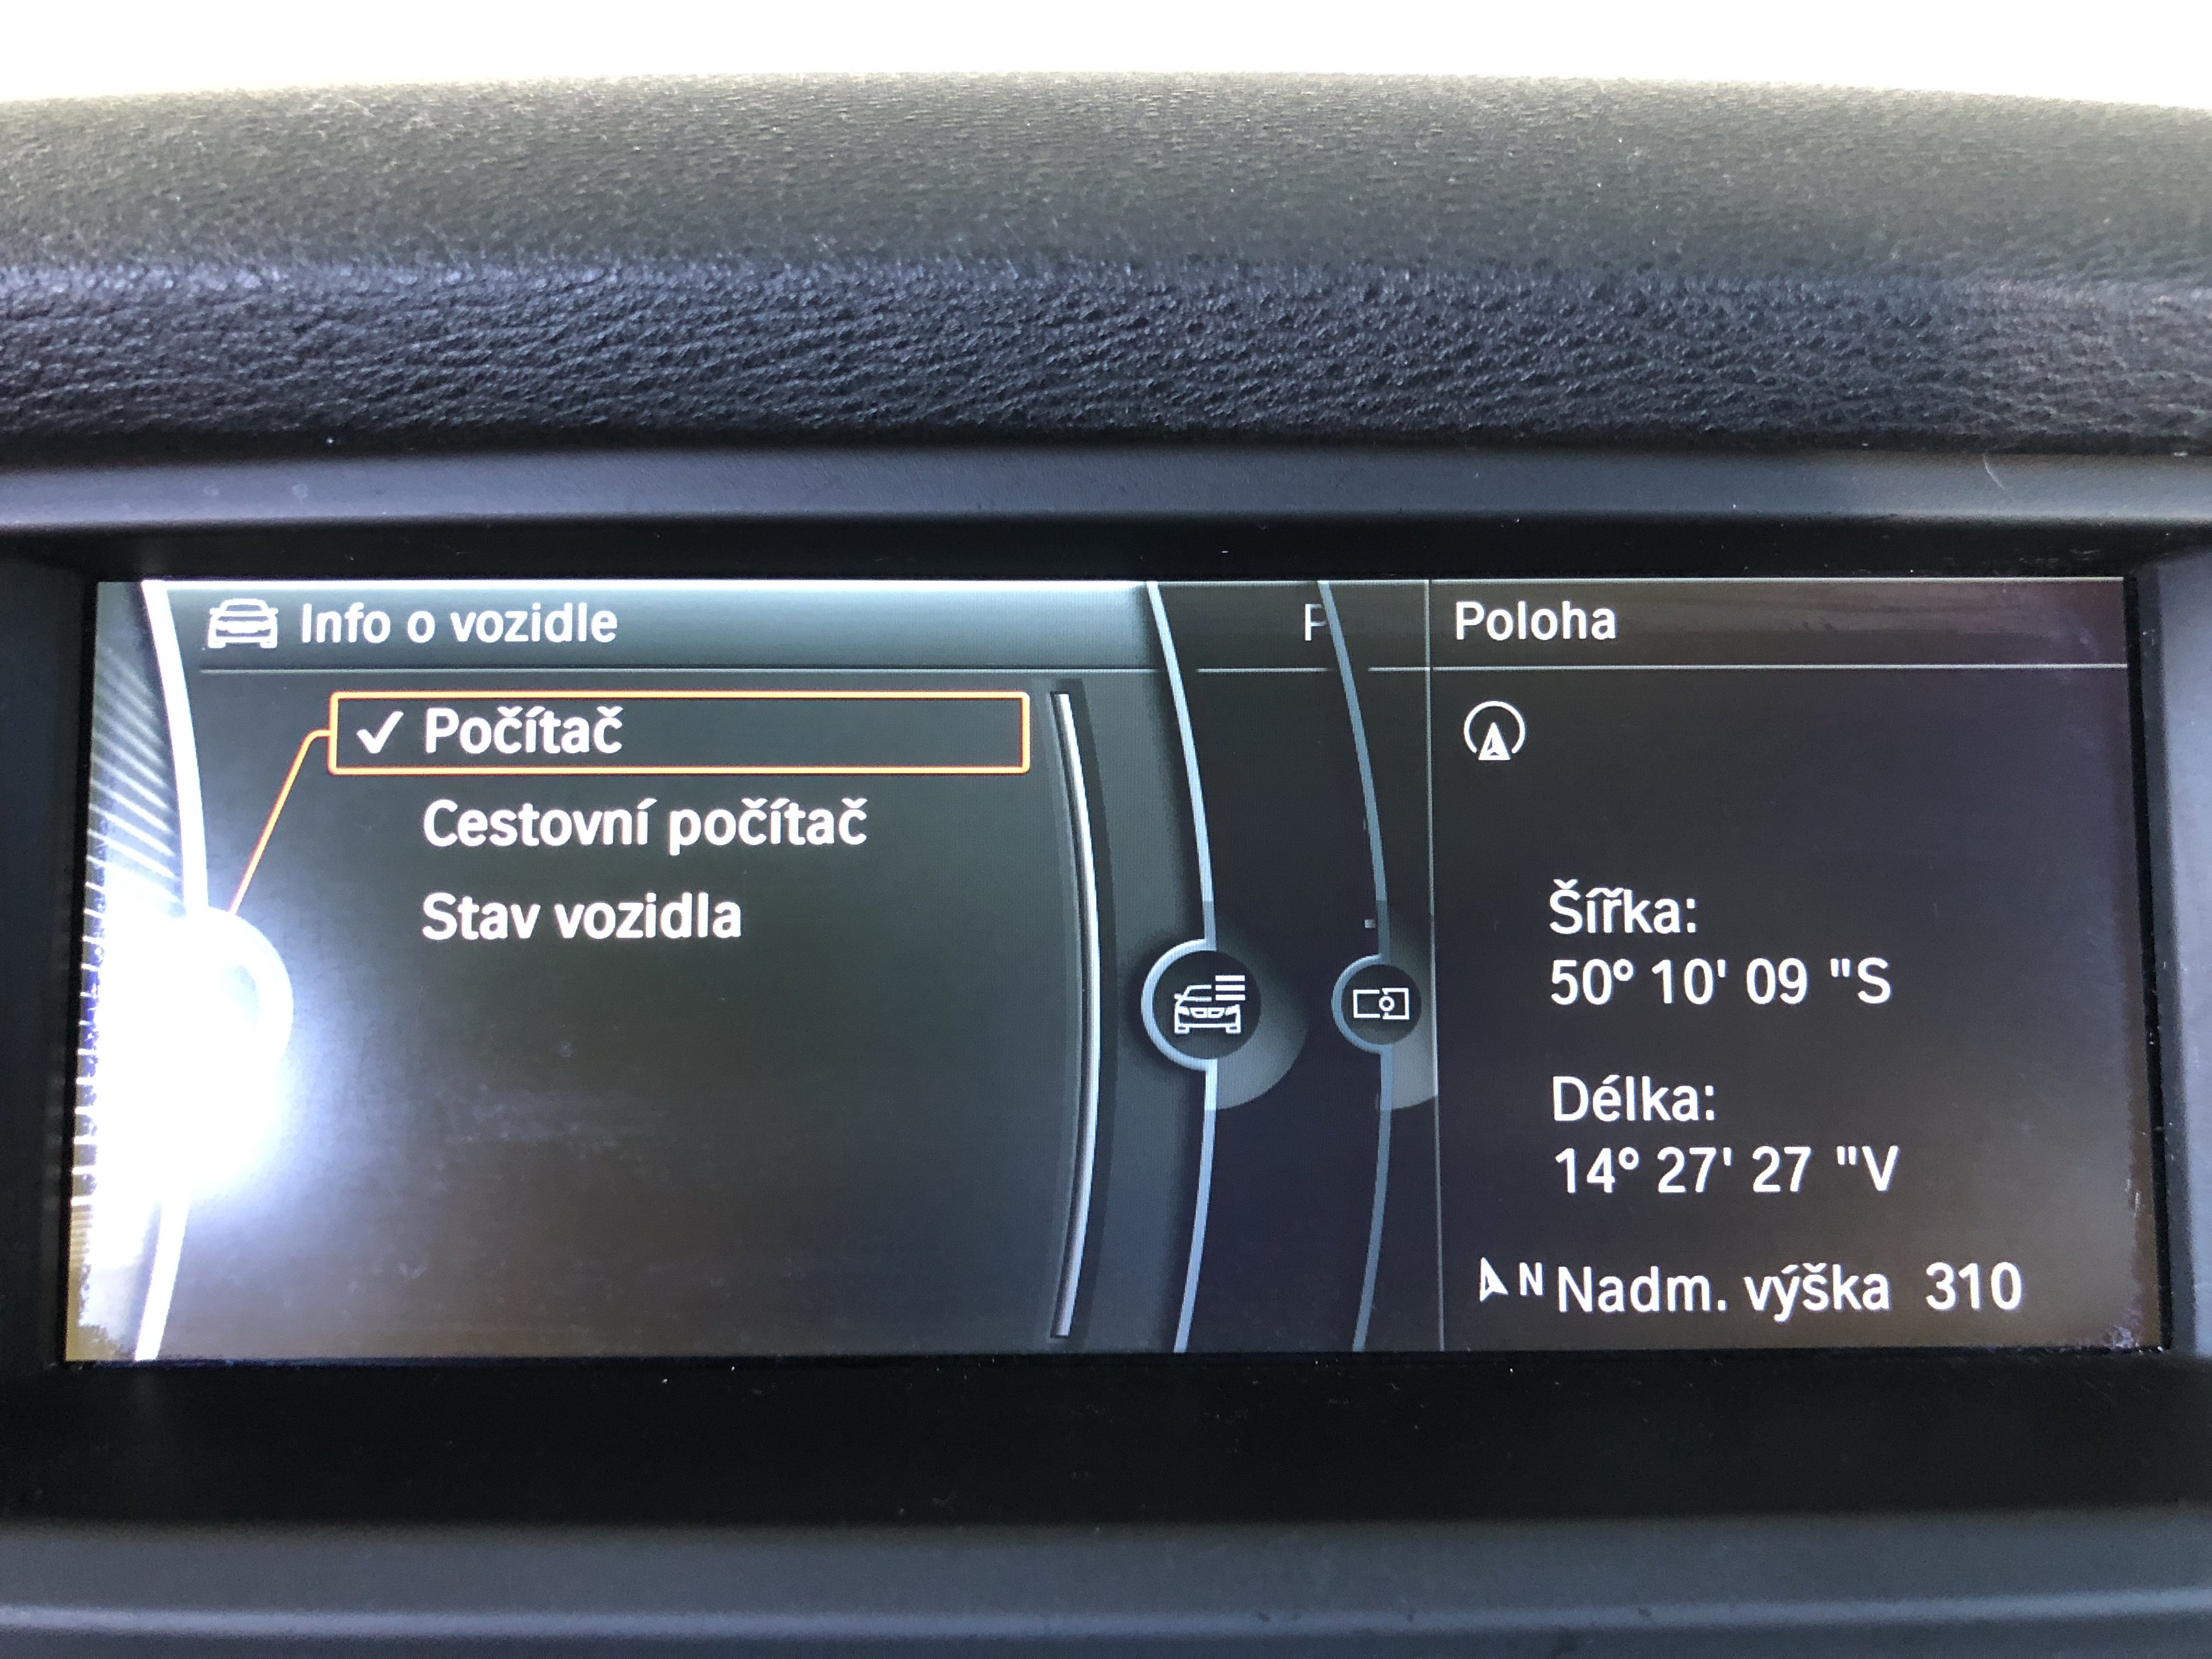 Info o vozidle
✓ Počítač
Cestovní počítač
Stav vozidla
P
Poloha
Šířka:
50° 10' 09 "S
Délka:
14° 27' 27 "V
N Nadm. výška 310